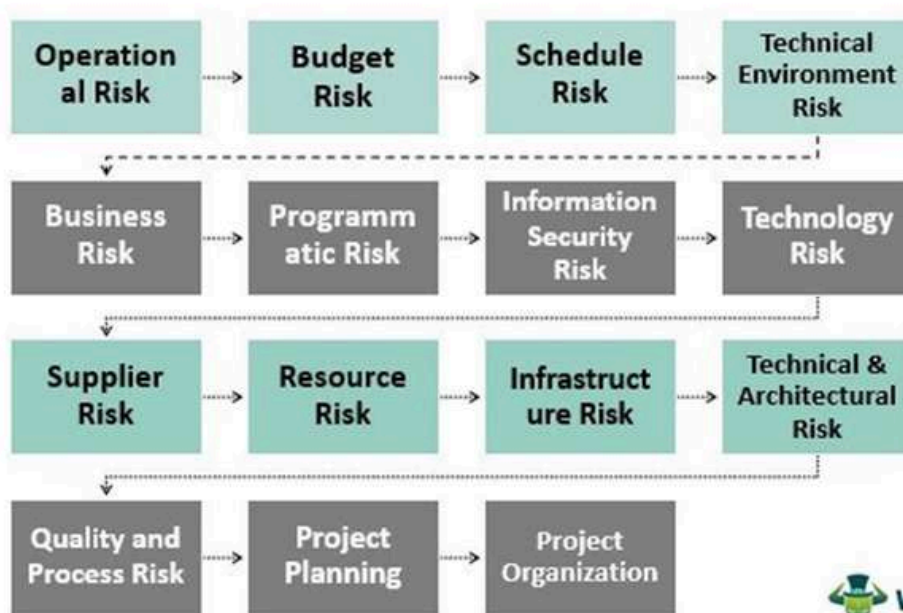 Operation
al Risk
Budget
Risk
Schedule
Risk
Technical
Environment
Risk
Business
Risk
Programm
atic Risk
Information
Security
Risk
Technology
Risk
Supplier
Risk
Resource
Risk
Infrastruct
ure Risk
Technical &
Architectural
Risk
Quality and
Process Risk
Project
Planning
Project
Organization